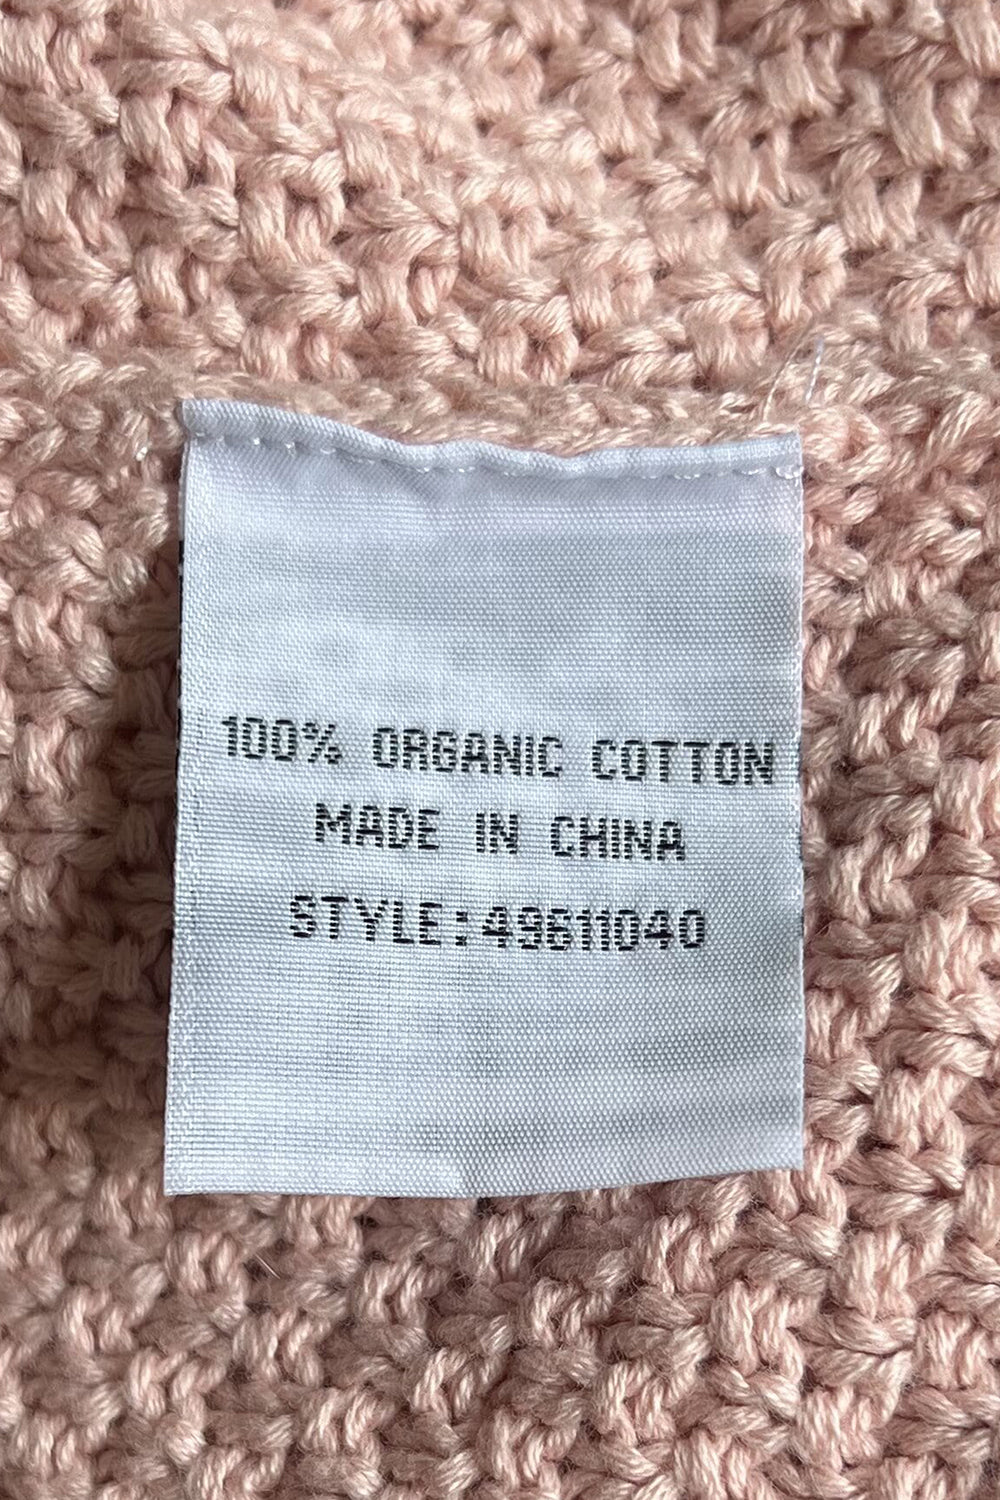 100% ORGANIC COTTON
MADE IN CHINA
STYLE:49611040